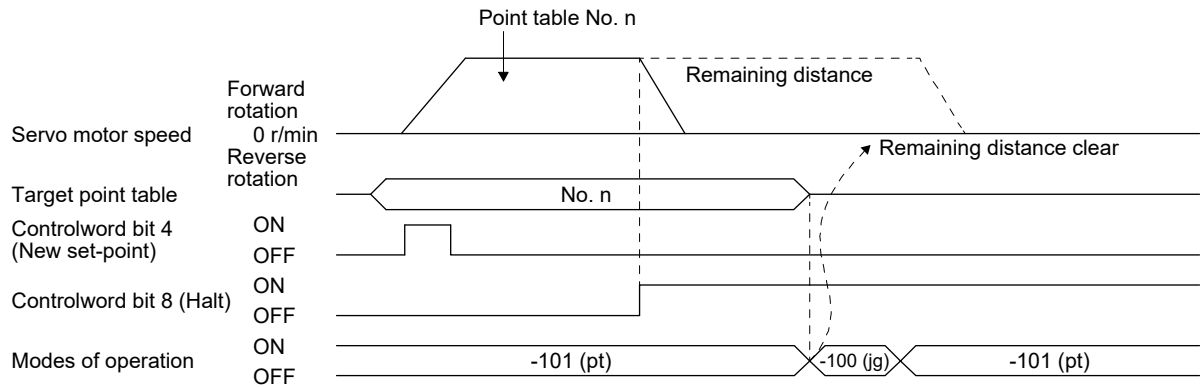 Point table No. n
Remaining distance
Forward
rotation
Servo motor speed 0 r/min
Reverse
rotation
Remaining distance clear
Target point table No. n
Controlword bit 4
(New set-point)
ON
OFF
Controlword bit 8 (Halt)
ON
OFF
Modes of operation
ON
OFF
-101 (pt) -100 (jg) -101 (pt)